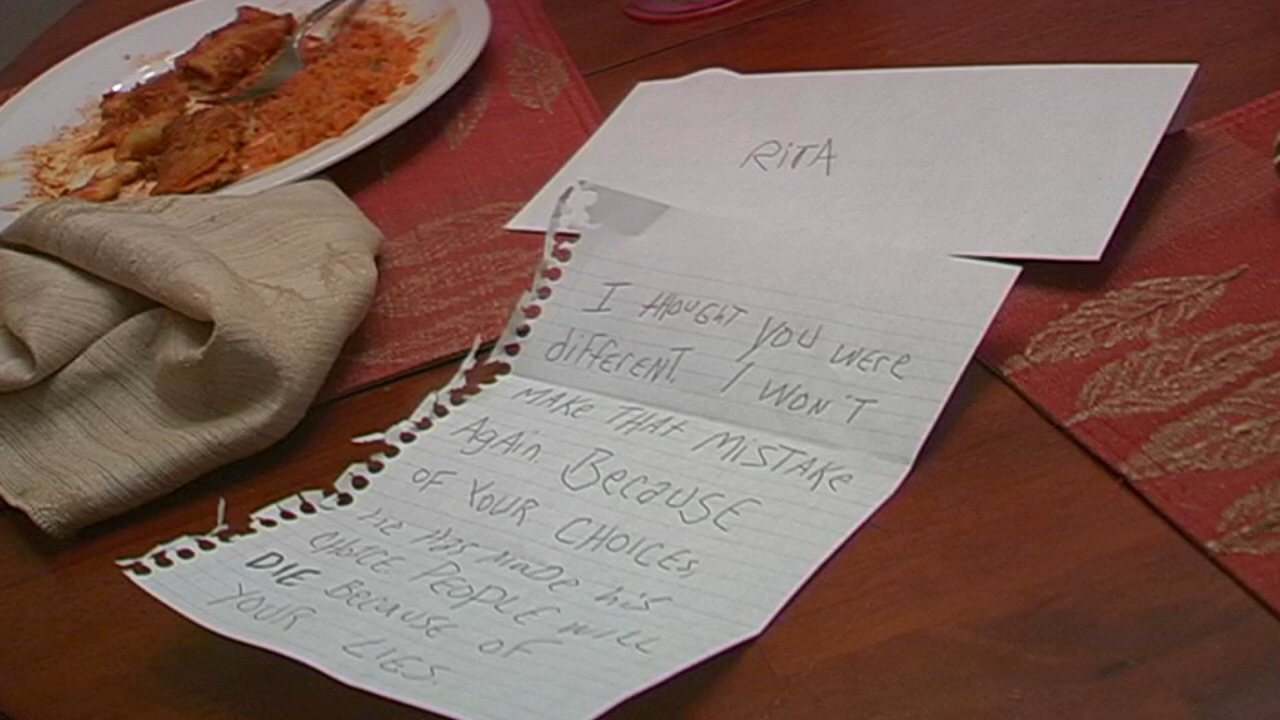 RiTA
I thouGhT you were
diFFerenT. I WON'T
MAKe THAt MiSTAKe
AgAin. BecauSE
OF YOUR CHOICES,
he HAS mADe his
CHOICE PEOPLE will
DIE BecauSe OF
YOUR LIES.